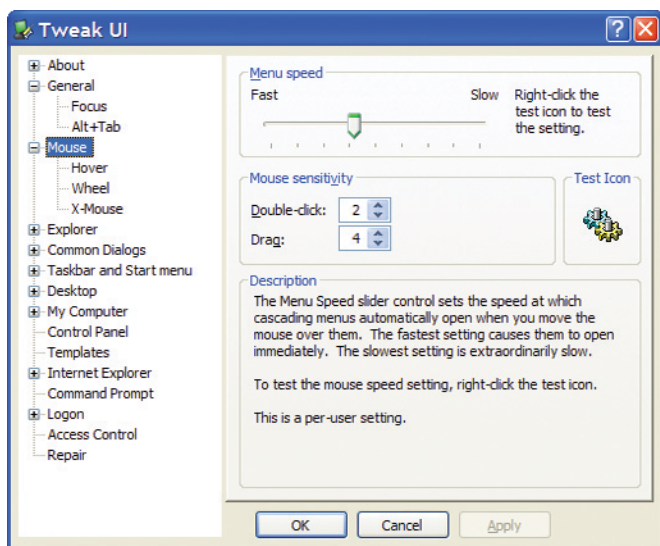 Tweak UI
About
General
Focus
Alt+Tab
Mouse
Hover
Wheel
X-Mouse
Explorer
Common Dialogs
Taskbar and Start menu
Desktop
My Computer
Control Panel
Templates
Internet Explorer
Command Prompt
Logon
Access Control
Repair
Menu speed
Fast
Slow
Right-click the
test icon to test
the setting.
Mouse sensitivity
Double-click: 2
Drag: 4
Test Icon
Description
The Menu Speed slider control sets the speed at which
cascading menus automatically open when you move the
mouse over them. The fastest setting causes them to open
immediately. The slowest setting is extraordinarily slow.
To test the mouse speed setting, right-click the test icon.
This is a per-user setting.
OK
Cancel
Apply